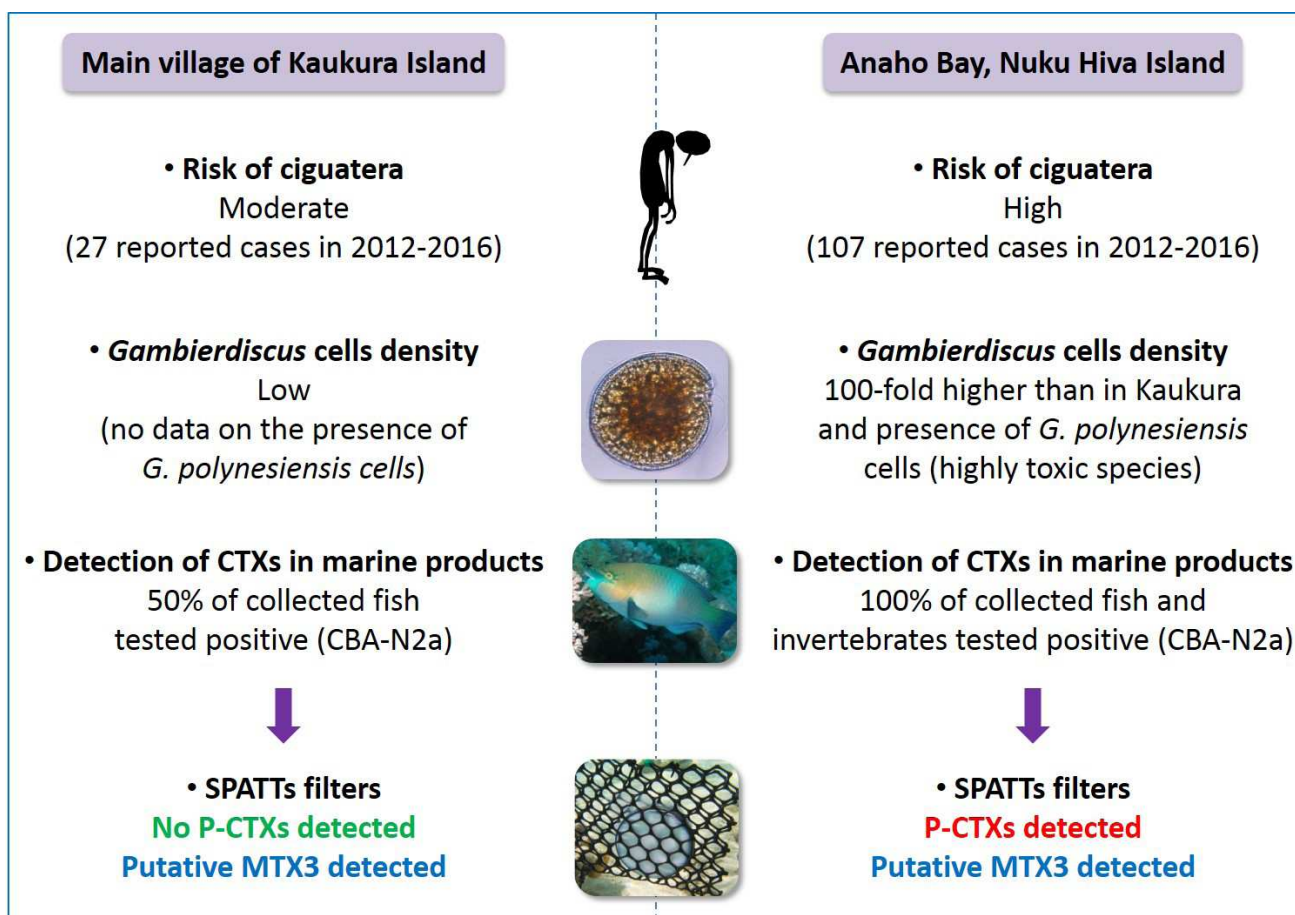 Main village of Kaukura Island
• Risk of ciguatera
Moderate
(27 reported cases in 2012-2016)
• Gambierdiscus cells density
Low
(no data on the presence of
G. polynesiensis cells)
• Detection of CTXs in marine products
50% of collected fish
tested positive (CBA-N2a)
• SPATTs filters
No P-CTXs detected
Putative MTX3 detected
Anaho Bay, Nuku Hiva Island
• Risk of ciguatera
High
(107 reported cases in 2012-2016)
• Gambierdiscus cells density
100-fold higher than in Kaukura
and presence of G. polynesiensis
cells (highly toxic species)
• Detection of CTXs in marine products
100% of collected fish and
invertebrates tested positive (CBA-N2a)
• SPATTs filters
P-CTXs detected
Putative MTX3 detected